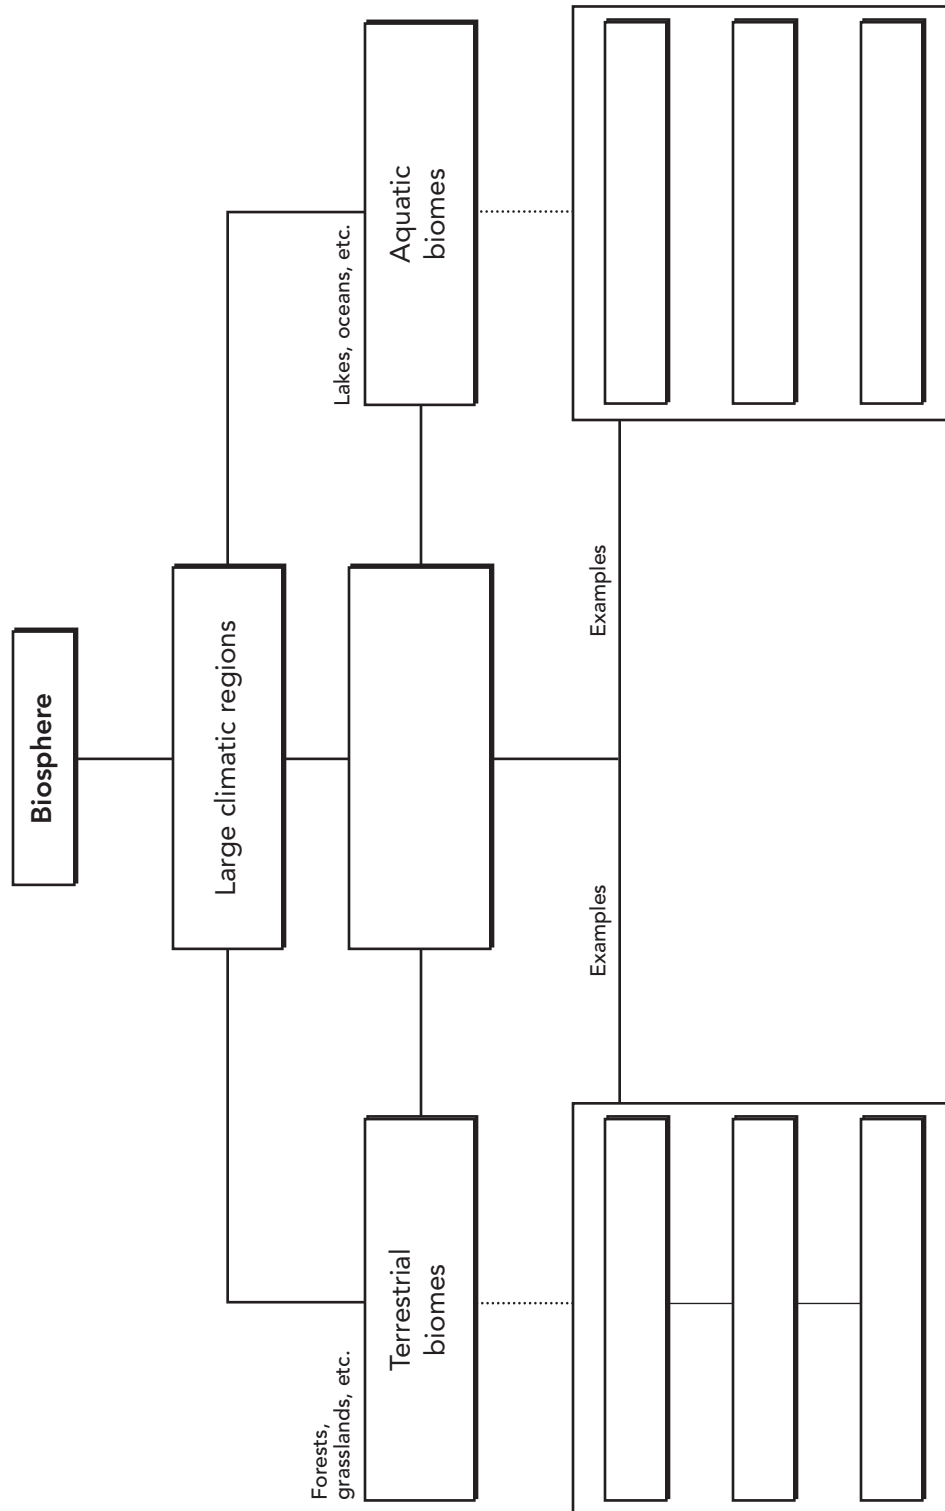 Biosphere
Large climatic regions
Forests,
grasslands, etc.
Terrestrial
biomes
Lakes, oceans, etc.
Aquatic
biomes
Examples
Examples